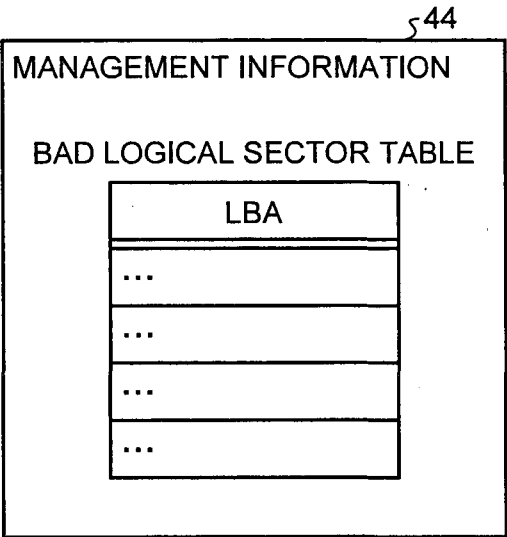 44
MANAGEMENT INFORMATION
BAD LOGICAL SECTOR TABLE
LBA
...
...
...
...